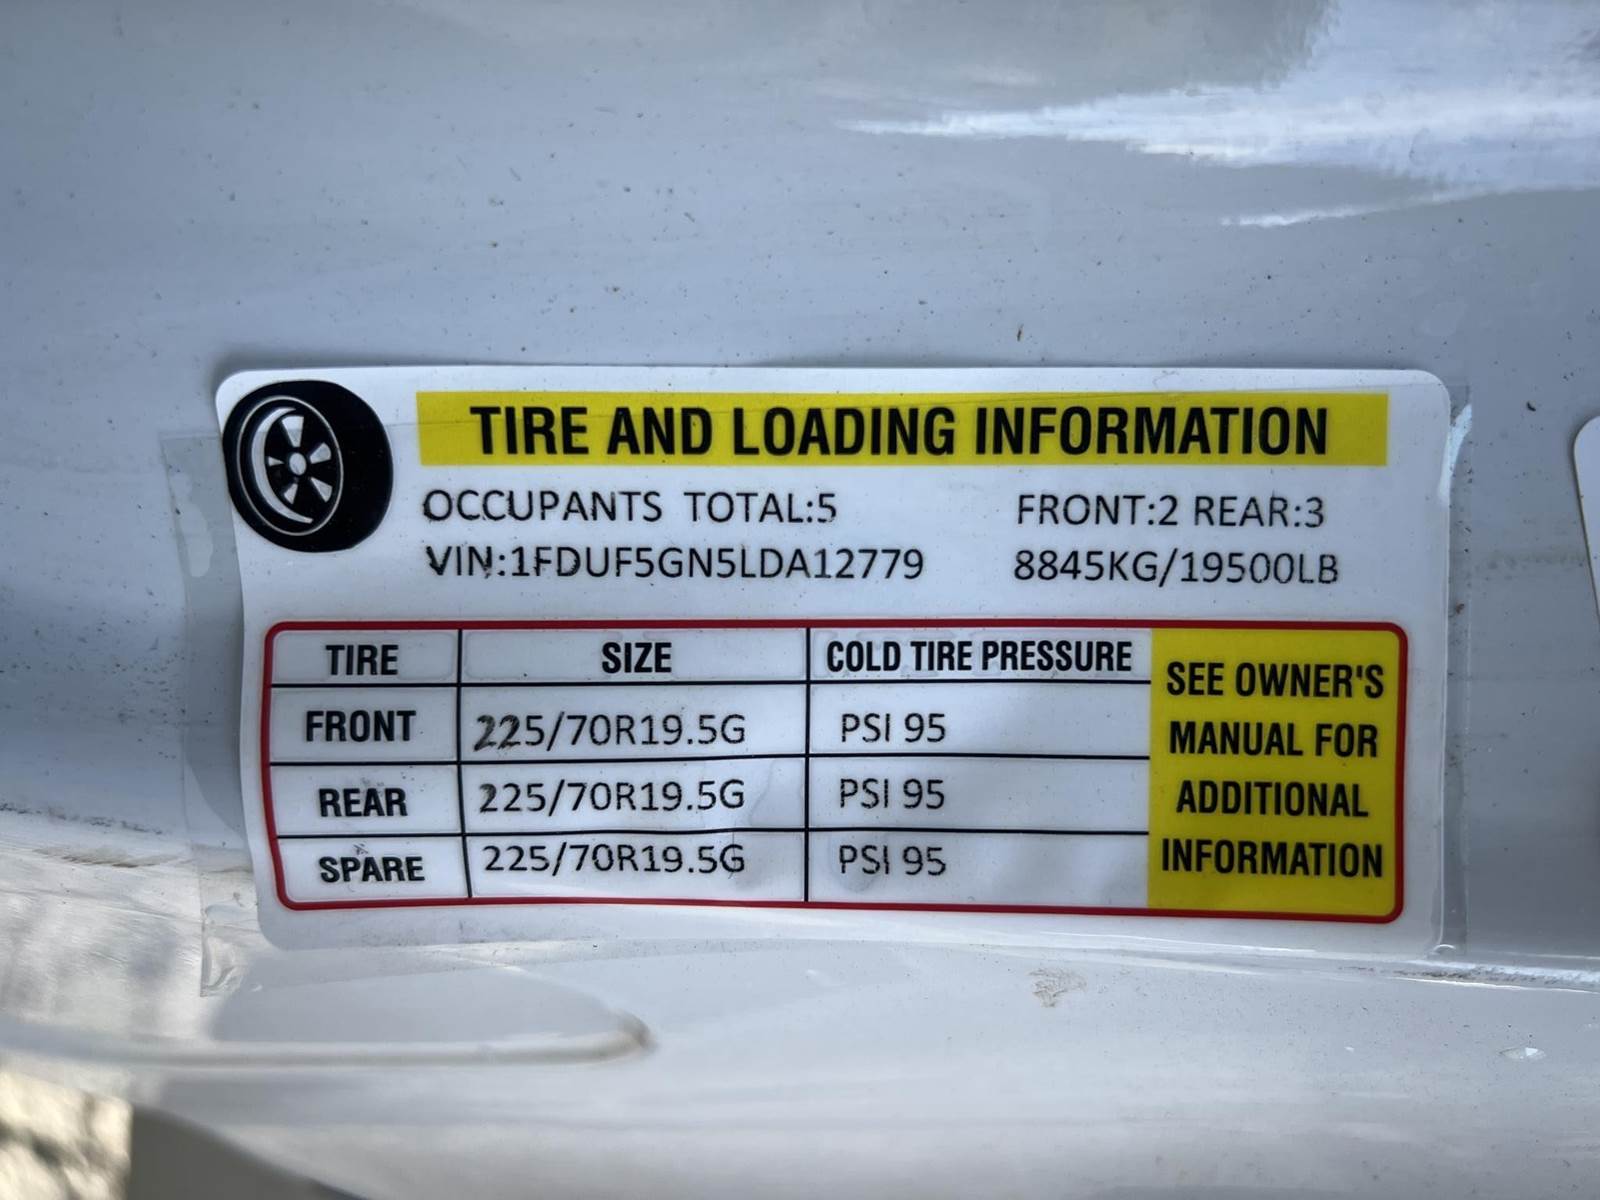 TIRE AND LOADING INFORMATION
OCCUPANTS TOTAL:5 FRONT:2 REAR:3
VIN:1FDUF5GN5LDA12779 8845KG/19500LB
TIRE SIZE COLD TIRE PRESSURE
FRONT 225/70R19.5G PSI 95
REAR 225/70R19.5G PSI 95
SPARE 225/70R19.5G PSI 95
SEE OWNER'S
MANUAL FOR
ADDITIONAL
INFORMATION